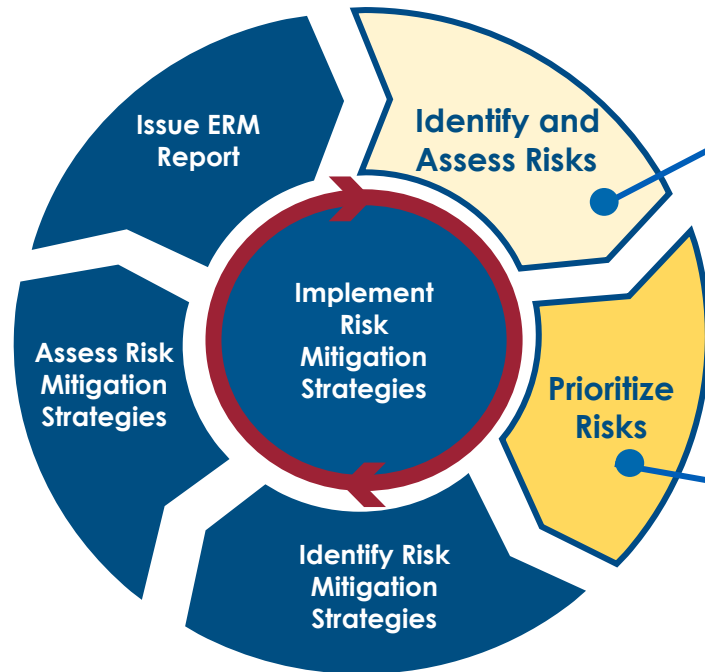 Issue ERM
Report
Identify and
Assess Risks
Implement
Risk
Mitigation
Strategies
Assess Risk
Mitigation
Strategies
Prioritize
Risks
Identify Risk
Mitigation
Strategies